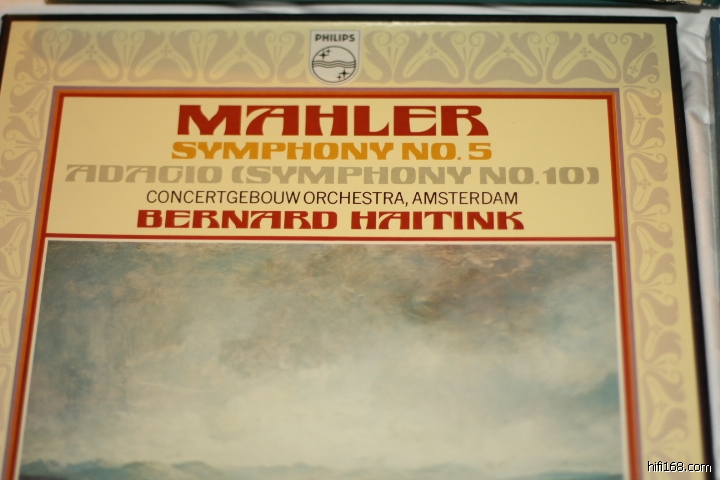 PHILIPS
MAHLER
SYMPHONY NO. 5
ADAGIO (SYMPHONY NO.10)
CONCERTGEBOUW ORCHESTRA, AMSTERDAM
BERNARD HAITINK
hifi168.com